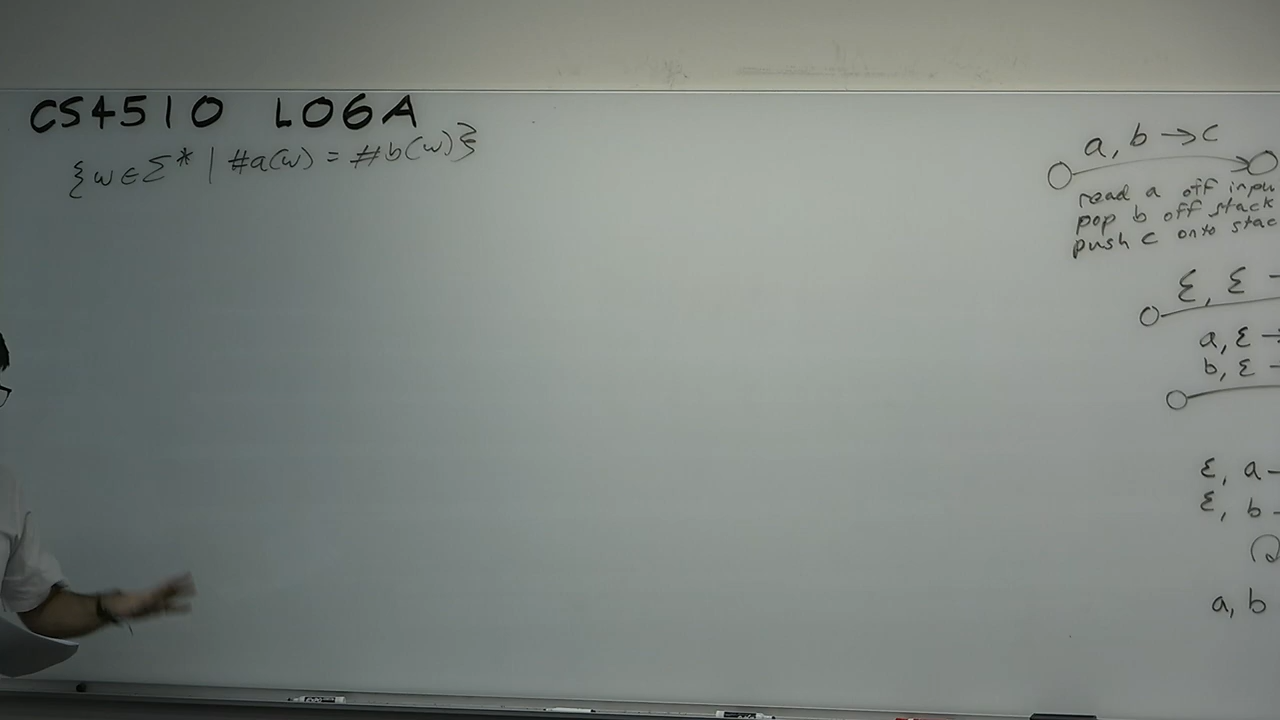 CS4510 L06A
{w∈Σ* | #a(w) = #b(w)}
a, b →c
read a off inpu
pop b off stack
push c onto stac
ε, ε -
a, ε →
b, ε -
ε, a -
ε, b -
a, b